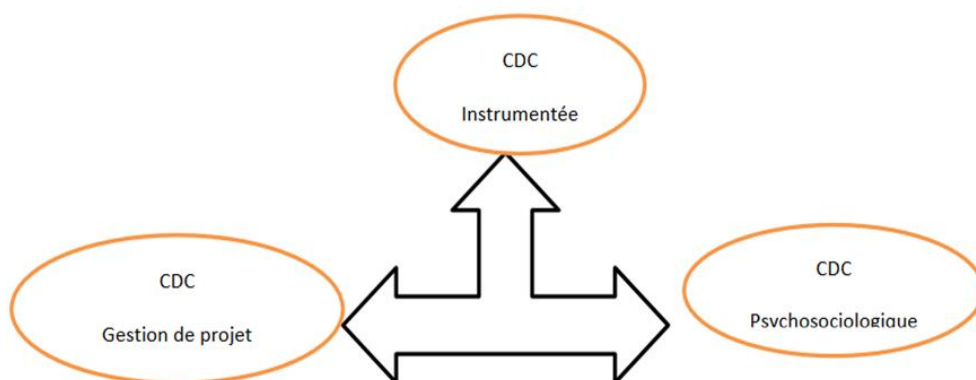 CDC
Instrumentée
CDC
Gestion de projet
CDC
Psychosociologique